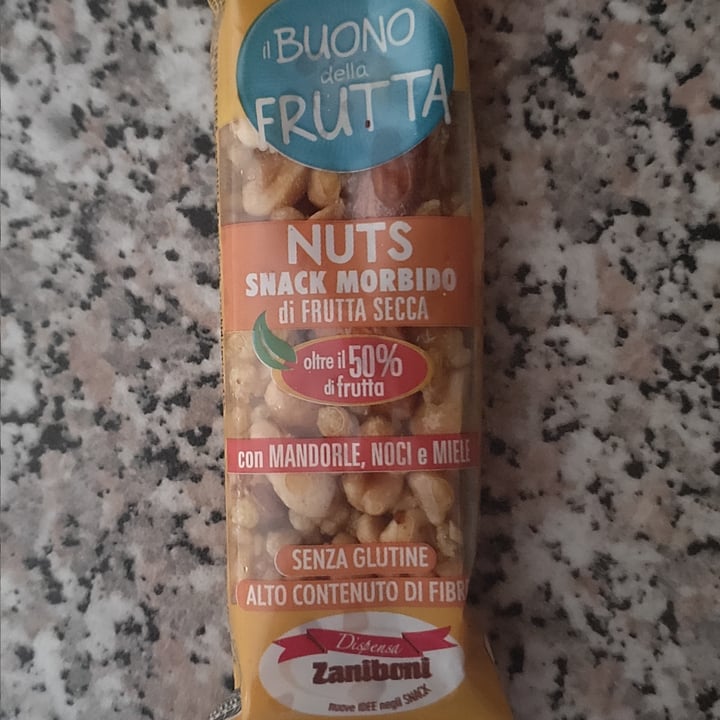 il BUONO
della
FRUTTA
NUTS
SNACK MORBIDO
di FRUTTA SECCA
oltre il 50%
di frutta
con MANDORLE, NOCI e MIELE
SENZA GLUTINE
ALTO CONTENUTO DI FIBR
Dispensa
Zaniboni
nuove IDEE negli SNACK